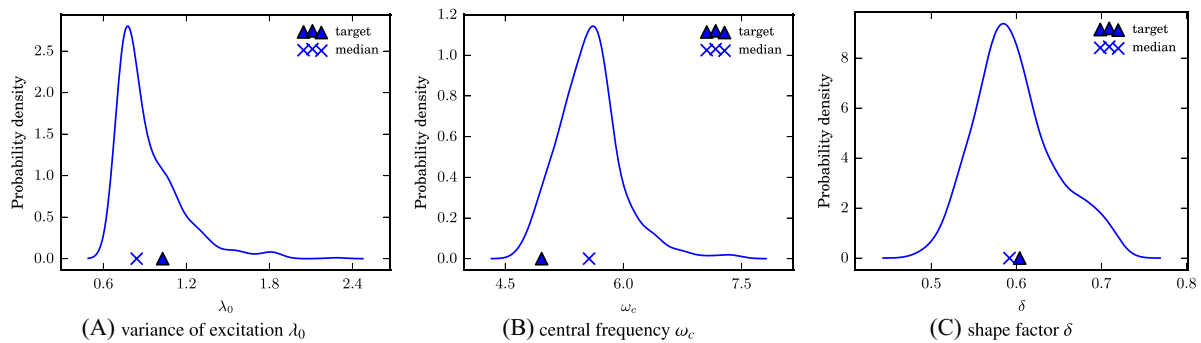 Probability density
2.5
2.0
1.5
1.0
0.5
0.0
0.6 1.2 1.8 2.4
λ₀
target
median
(A) variance of excitation λ₀
Probability density
1.2
1.0
0.8
0.6
0.4
0.2
0.0
4.5 6.0 7.5
ω_c
target
median
(B) central frequency ω_c
Probability density
8
6
4
2
0
0.5 0.6 0.7 0.8
δ
target
median
(C) shape factor δ